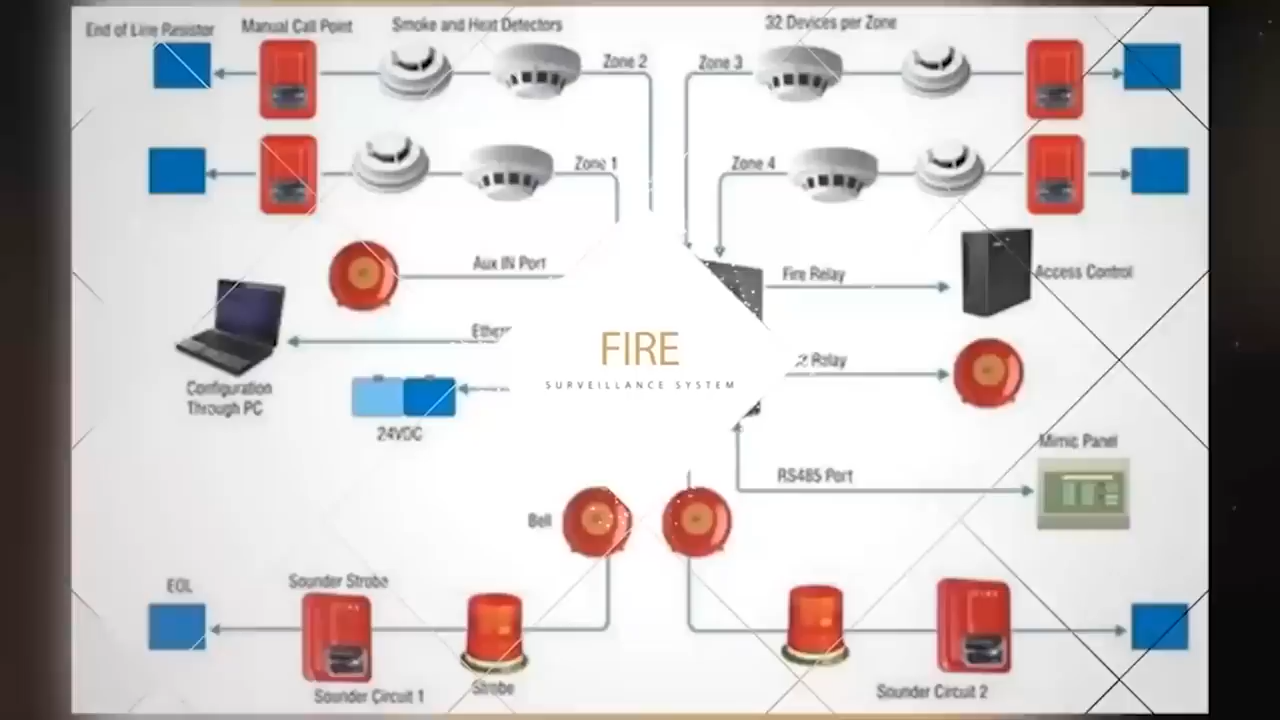 End of Line Resistor
Manual Call Point
Smoke and Heat Detectors
32 Devices per Zone
Zone 2
Zone 3
Zone 1
Zone 4
Aux IN Port
Fire Relay
Access Control
FIRE
SURVEILLANCE SYSTEM
Relay
Configuration
Through PC
24VDC
Mimic Panel
RS485 Port
Bell
EOL
Sounder Strobe
Strobe
Sounder Circuit 1
Sounder Circuit 2